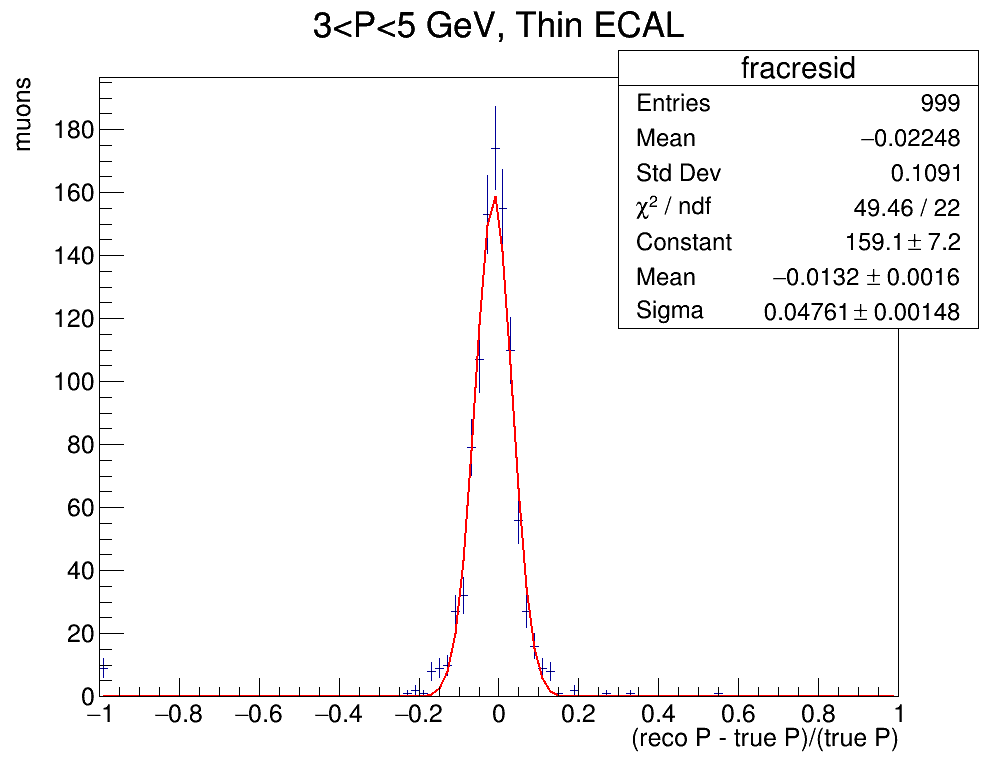 3<P<5 GeV, Thin ECAL
muons
fracresid
Entries 999
Mean −0.02248
Std Dev 0.1091
χ² / ndf 49.46 / 22
Constant 159.1 ± 7.2
Mean −0.0132 ± 0.0016
Sigma 0.04761 ± 0.00148
180
160
140
120
100
80
60
40
20
0
−1 −0.8 −0.6 −0.4 −0.2 0 0.2 0.4 0.6 0.8 1
(reco P - true P)/(true P)